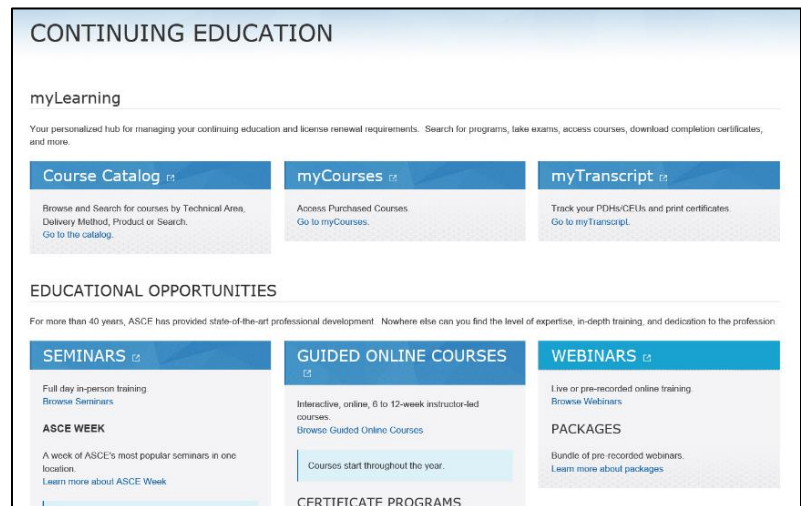 CONTINUING EDUCATION
myLearning
Your personalized hub for managing your continuing education and license renewal requirements. Search for programs, take exams, access courses, download completion certificates,
and more.
Course Catalog
Browse and Search for courses by Technical Area,
Delivery Method, Product or Search.
Go to the catalog.
myCourses
Access Purchased Courses.
Go to myCourses.
myTranscript
Track your PDHs/CEUs and print certificates.
Go to myTranscript.
EDUCATIONAL OPPORTUNITIES
For more than 40 years, ASCE has provided state-of-the-art professional development. Nowhere else can you find the level of expertise, in-depth training, and dedication to the profession
SEMINARS
Full day in-person training.
Browse Seminars
ASCE WEEK
A week of ASCE's most popular seminars in one
location.
Learn more about ASCE Week
GUIDED ONLINE COURSES
Interactive, online, 6 to 12-week instructor-led
courses.
Browse Guided Online Courses
Courses start throughout the year.
CERTIFICATE PROGRAMS
WEBINARS
Live or pre-recorded online training.
Browse Webinars
PACKAGES
Bundle of pre-recorded webinars.
Learn more about packages